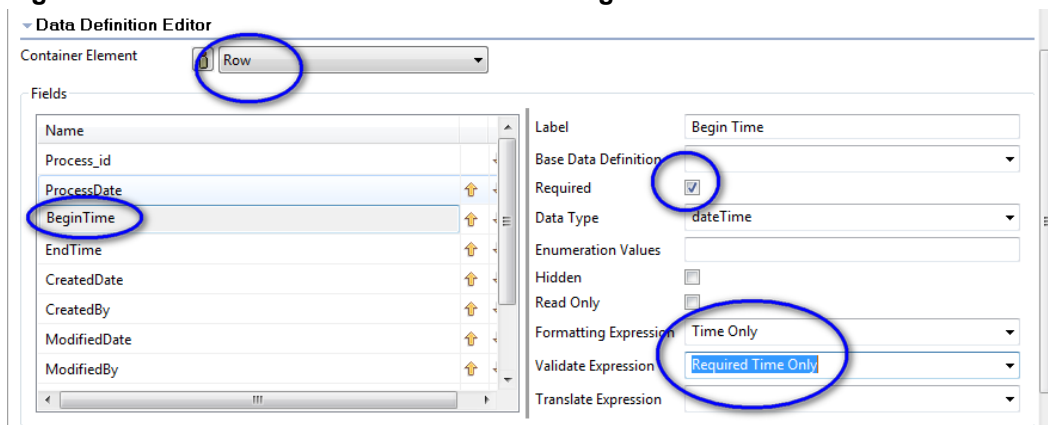 Data Definition Editor
Container Element
Row
Fields
Name
Process_id
ProcessDate
BeginTime
EndTime
CreatedDate
CreatedBy
ModifiedDate
ModifiedBy
Label
Begin Time
Base Data Definition
Required
Data Type
dateTime
Enumeration Values
Hidden
Read Only
Formatting Expression
Time Only
Validate Expression
Required Time Only
Translate Expression